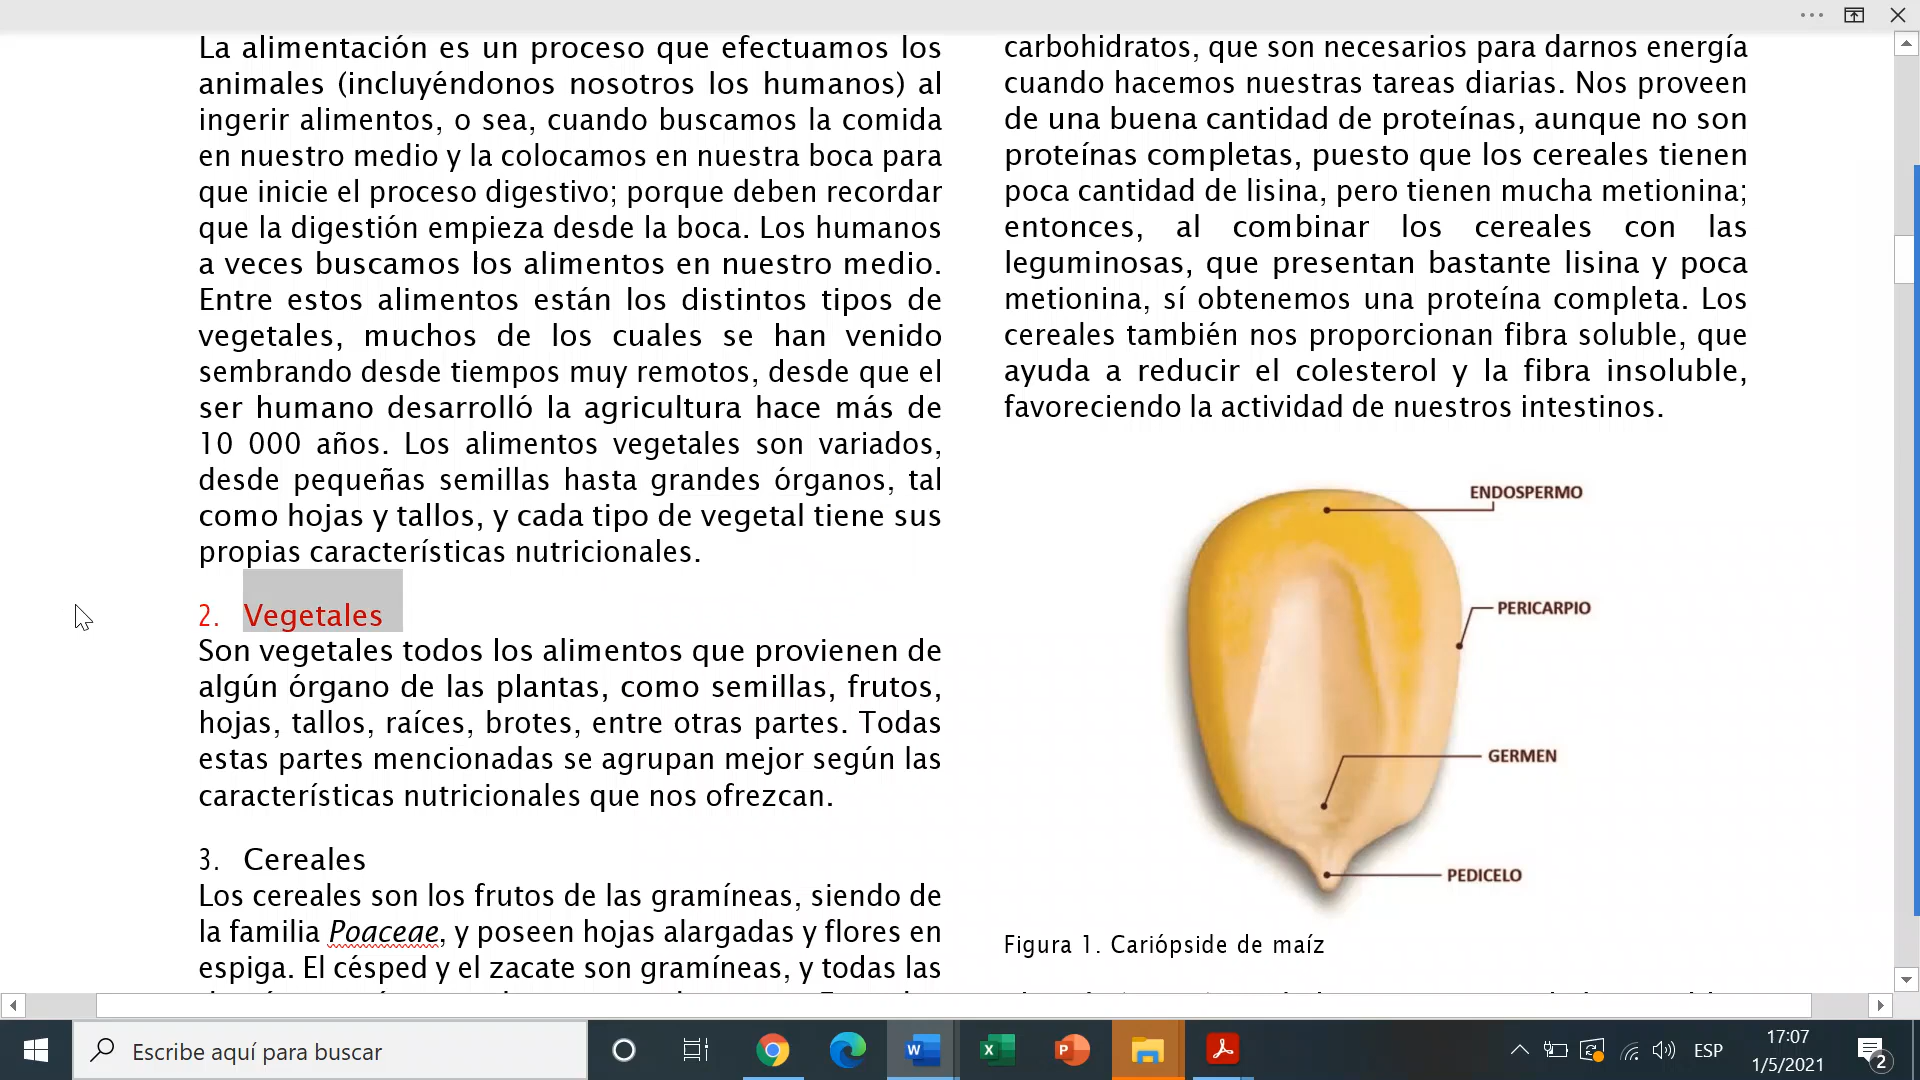 La alimentación es un proceso que efectuamos los
animales (incluyéndonos nosotros los humanos) al
ingerir alimentos, o sea, cuando buscamos la comida
en nuestro medio y la colocamos en nuestra boca para
que inicie el proceso digestivo; porque deben recordar
que la digestión empieza desde la boca. Los humanos
a veces buscamos los alimentos en nuestro medio.
Entre estos alimentos están los distintos tipos de
vegetales, muchos de los cuales se han venido
sembrando desde tiempos muy remotos, desde que el
ser humano desarrolló la agricultura hace más de
10 000 años. Los alimentos vegetales son variados,
desde pequeñas semillas hasta grandes órganos, tal
como hojas y tallos, y cada tipo de vegetal tiene sus
propias características nutricionales.
2. Vegetales
Son vegetales todos los alimentos que provienen de
algún órgano de las plantas, como semillas, frutos,
hojas, tallos, raíces, brotes, entre otras partes. Todas
estas partes mencionadas se agrupan mejor según las
características nutricionales que nos ofrezcan.
3. Cereales
Los cereales son los frutos de las gramíneas, siendo de
la familia Poaceae, y poseen hojas alargadas y flores en
espiga. El césped y el zacate son gramíneas, y todas las
carbohidratos, que son necesarios para darnos energía
cuando hacemos nuestras tareas diarias. Nos proveen
de una buena cantidad de proteínas, aunque no son
proteínas completas, puesto que los cereales tienen
poca cantidad de lisina, pero tienen mucha metionina;
entonces, al combinar los cereales con las
leguminosas, que presentan bastante lisina y poca
metionina, sí obtenemos una proteína completa. Los
cereales también nos proporcionan fibra soluble, que
ayuda a reducir el colesterol y la fibra insoluble,
favoreciendo la actividad de nuestros intestinos.
ENDOSPERMO
PERICARPIO
GERMEN
PEDICELO
Figura 1. Cariópside de maíz
Escribe aquí para buscar
ESP
17:07
1/5/2021
2